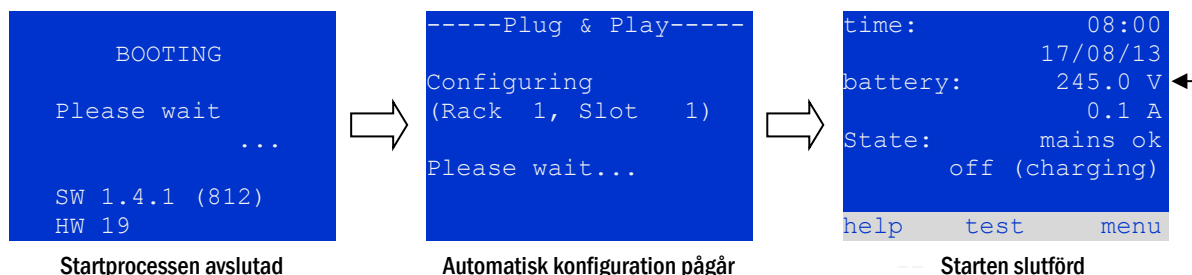 BOOTING
Please wait
...
SW 1.4.1 (812)
HW 19
Startprocessen avslutad
-----Plug & Play-----
Configuring
(Rack 1, Slot 1)
Please wait...
Automatisk konfiguration pågår
time: 08:00
17/08/13
battery: 245.0 V
0.1 A
State: mains ok
off (charging)
help test menu
Starten slutförd